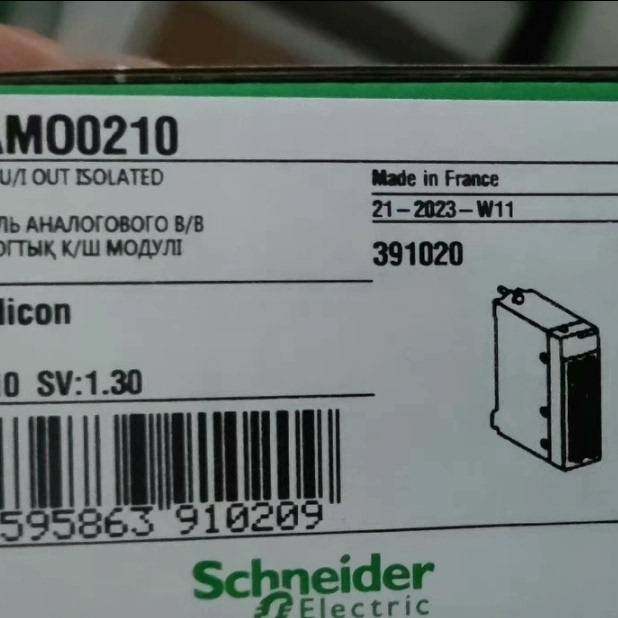 AMO0210
U/I OUT ISOLATED
ЛЬ АНАЛОГОВОГО В/В
ОГТЫҚ К/Ш МОДУЛІ
Made in France
21-2023-W11
391020
licon
0 SV:1.30
595863 910209
Schneider
Electric